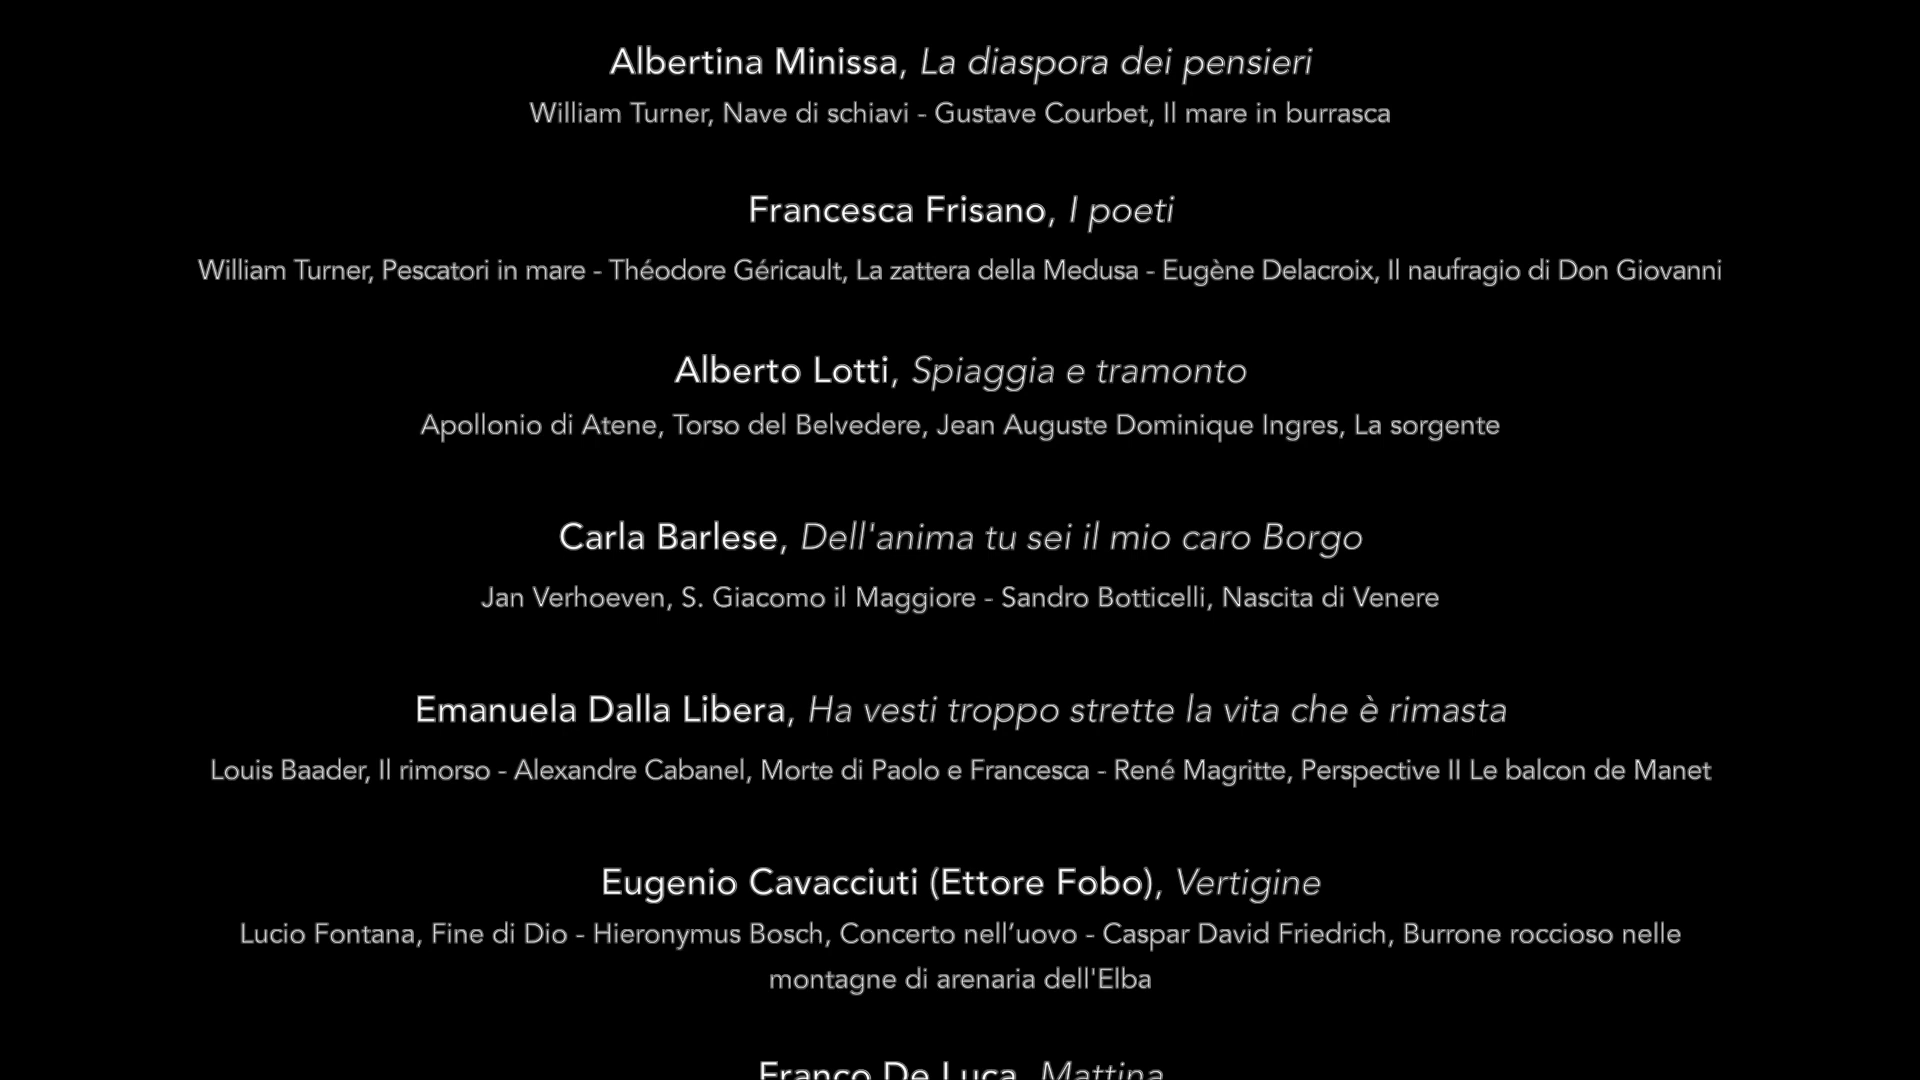 Albertina Minissa, La diaspora dei pensieri
William Turner, Nave di schiavi - Gustave Courbet, Il mare in burrasca
Francesca Frisano, I poeti
William Turner, Pescatori in mare - Théodore Géricault, La zattera della Medusa - Eugène Delacroix, Il naufragio di Don Giovanni
Alberto Lotti, Spiaggia e tramonto
Apollonio di Atene, Torso del Belvedere, Jean Auguste Dominique Ingres, La sorgente
Carla Barlese, Dell'anima tu sei il mio caro Borgo
Jan Verhoeven, S. Giacomo il Maggiore - Sandro Botticelli, Nascita di Venere
Emanuela Dalla Libera, Ha vesti troppo strette la vita che è rimasta
Louis Baader, Il rimorso - Alexandre Cabanel, Morte di Paolo e Francesca - René Magritte, Perspective II Le balcon de Manet
Eugenio Cavacciuti (Ettore Fobo), Vertigine
Lucio Fontana, Fine di Dio - Hieronymus Bosch, Concerto nell’uovo - Caspar David Friedrich, Burrone roccioso nelle
montagne di arenaria dell'Elba
Franco De Luca, Mattina